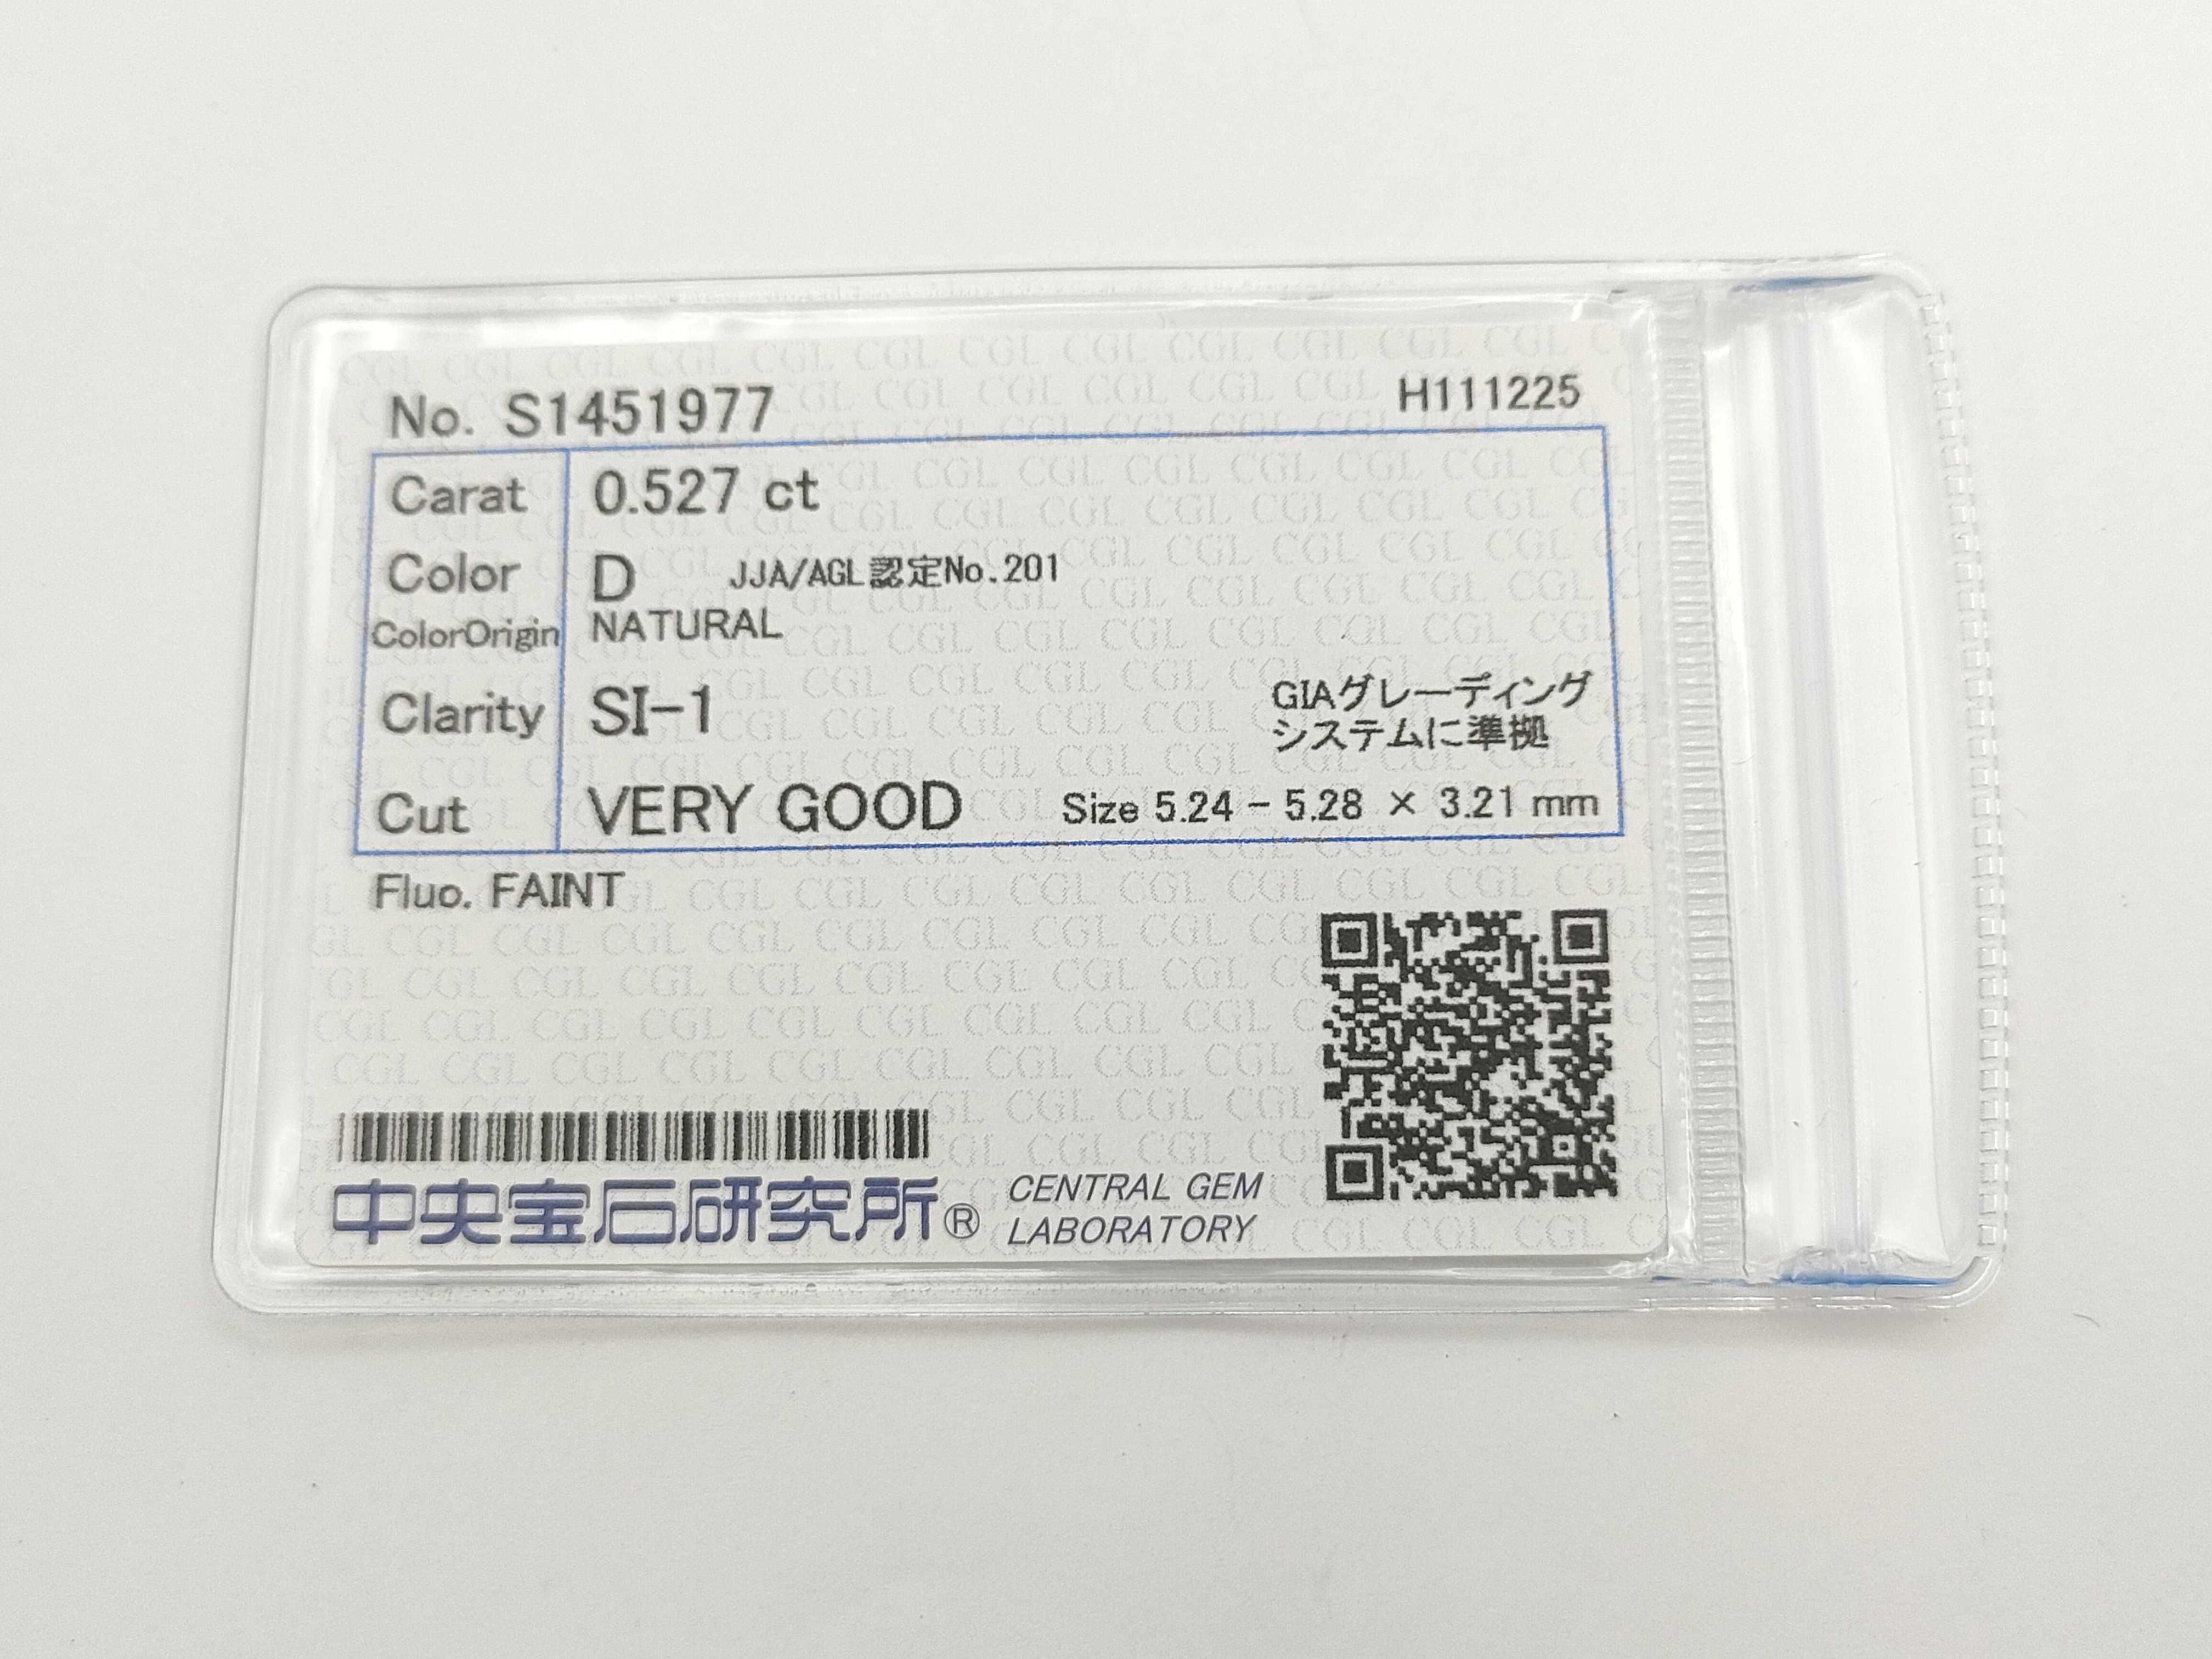 No. S1451977
H111225
Carat 0.527 ct
Color D JJA/AGL認定No.201
ColorOrigin NATURAL
Clarity SI-1
GIAグレーディング
システムに準拠
Cut VERY GOOD Size 5.24 - 5.28 × 3.21 mm
Fluo. FAINT
中央宝石研究所® CENTRAL GEM
LABORATORY